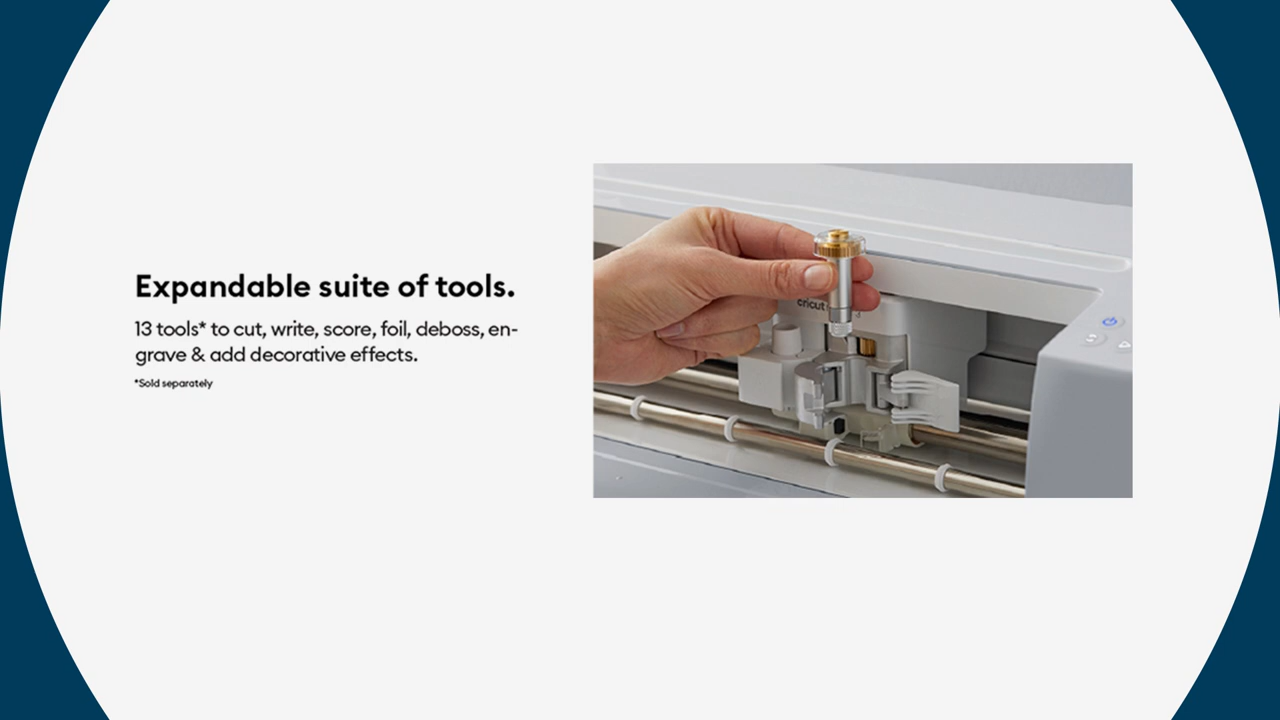 Expandable suite of tools.
13 tools* to cut, write, score, foil, deboss, en-
grave & add decorative effects.
*Sold separately
cricut